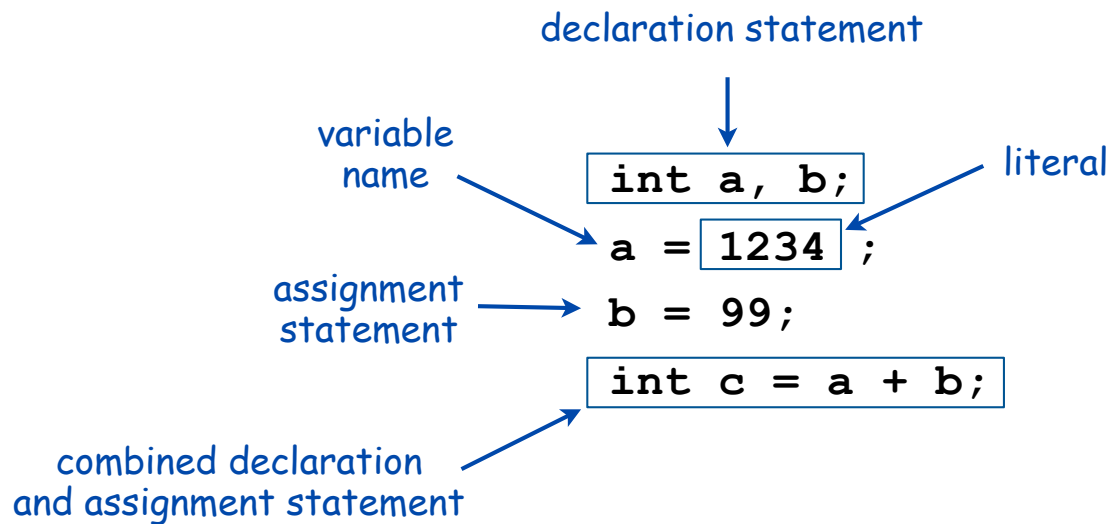 declaration statement
variable
name
int a, b;
literal
a = 1234 ;
assignment
statement
b = 99;
int c = a + b;
combined declaration
and assignment statement